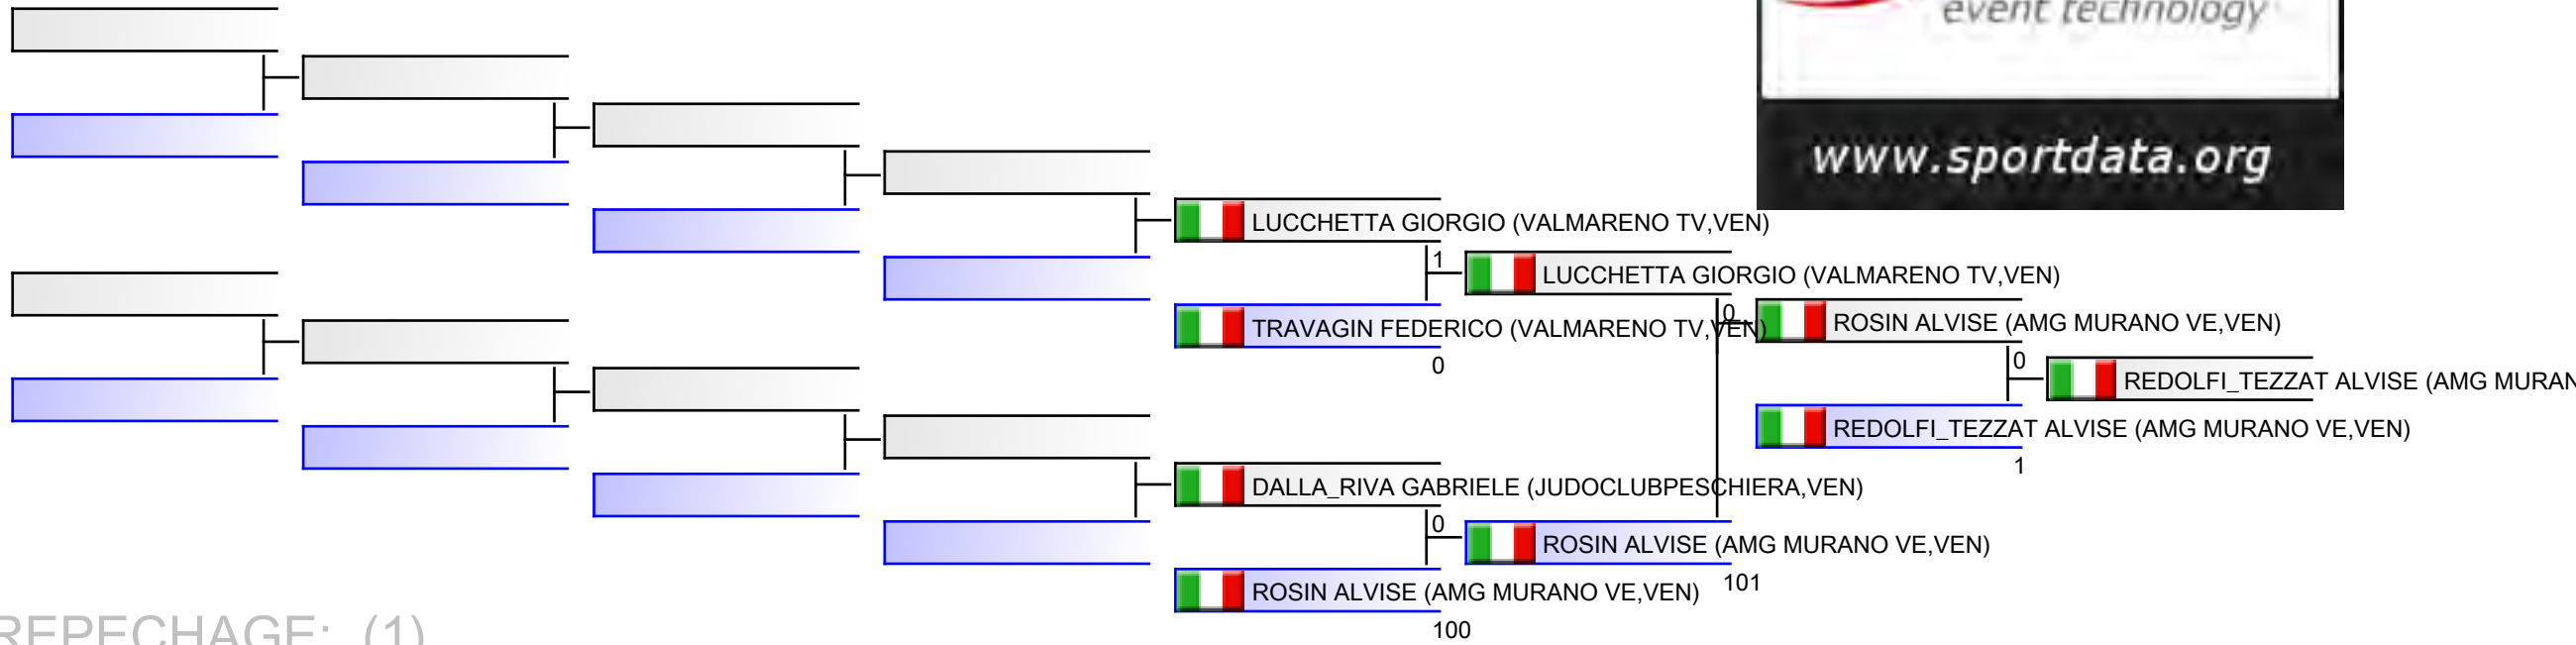 event technology
www.sportdata.org
LUCCHETTA GIORGIO (VALMARENO TV,VEN)
1
LUCCHETTA GIORGIO (VALMARENO TV,VEN)
TRAVAGIN FEDERICO (VALMARENO TV,VEN)
0
0
ROSIN ALVISE (AMG MURANO VE,VEN)
0
REDOLFI_TEZZAT ALVISE (AMG MURAN
REDOLFI_TEZZAT ALVISE (AMG MURANO VE,VEN)
1
DALLA_RIVA GABRIELE (JUDOCLUBPESCHIERA,VEN)
0
ROSIN ALVISE (AMG MURANO VE,VEN)
101
ROSIN ALVISE (AMG MURANO VE,VEN)
100
REPECHAGE: (1)